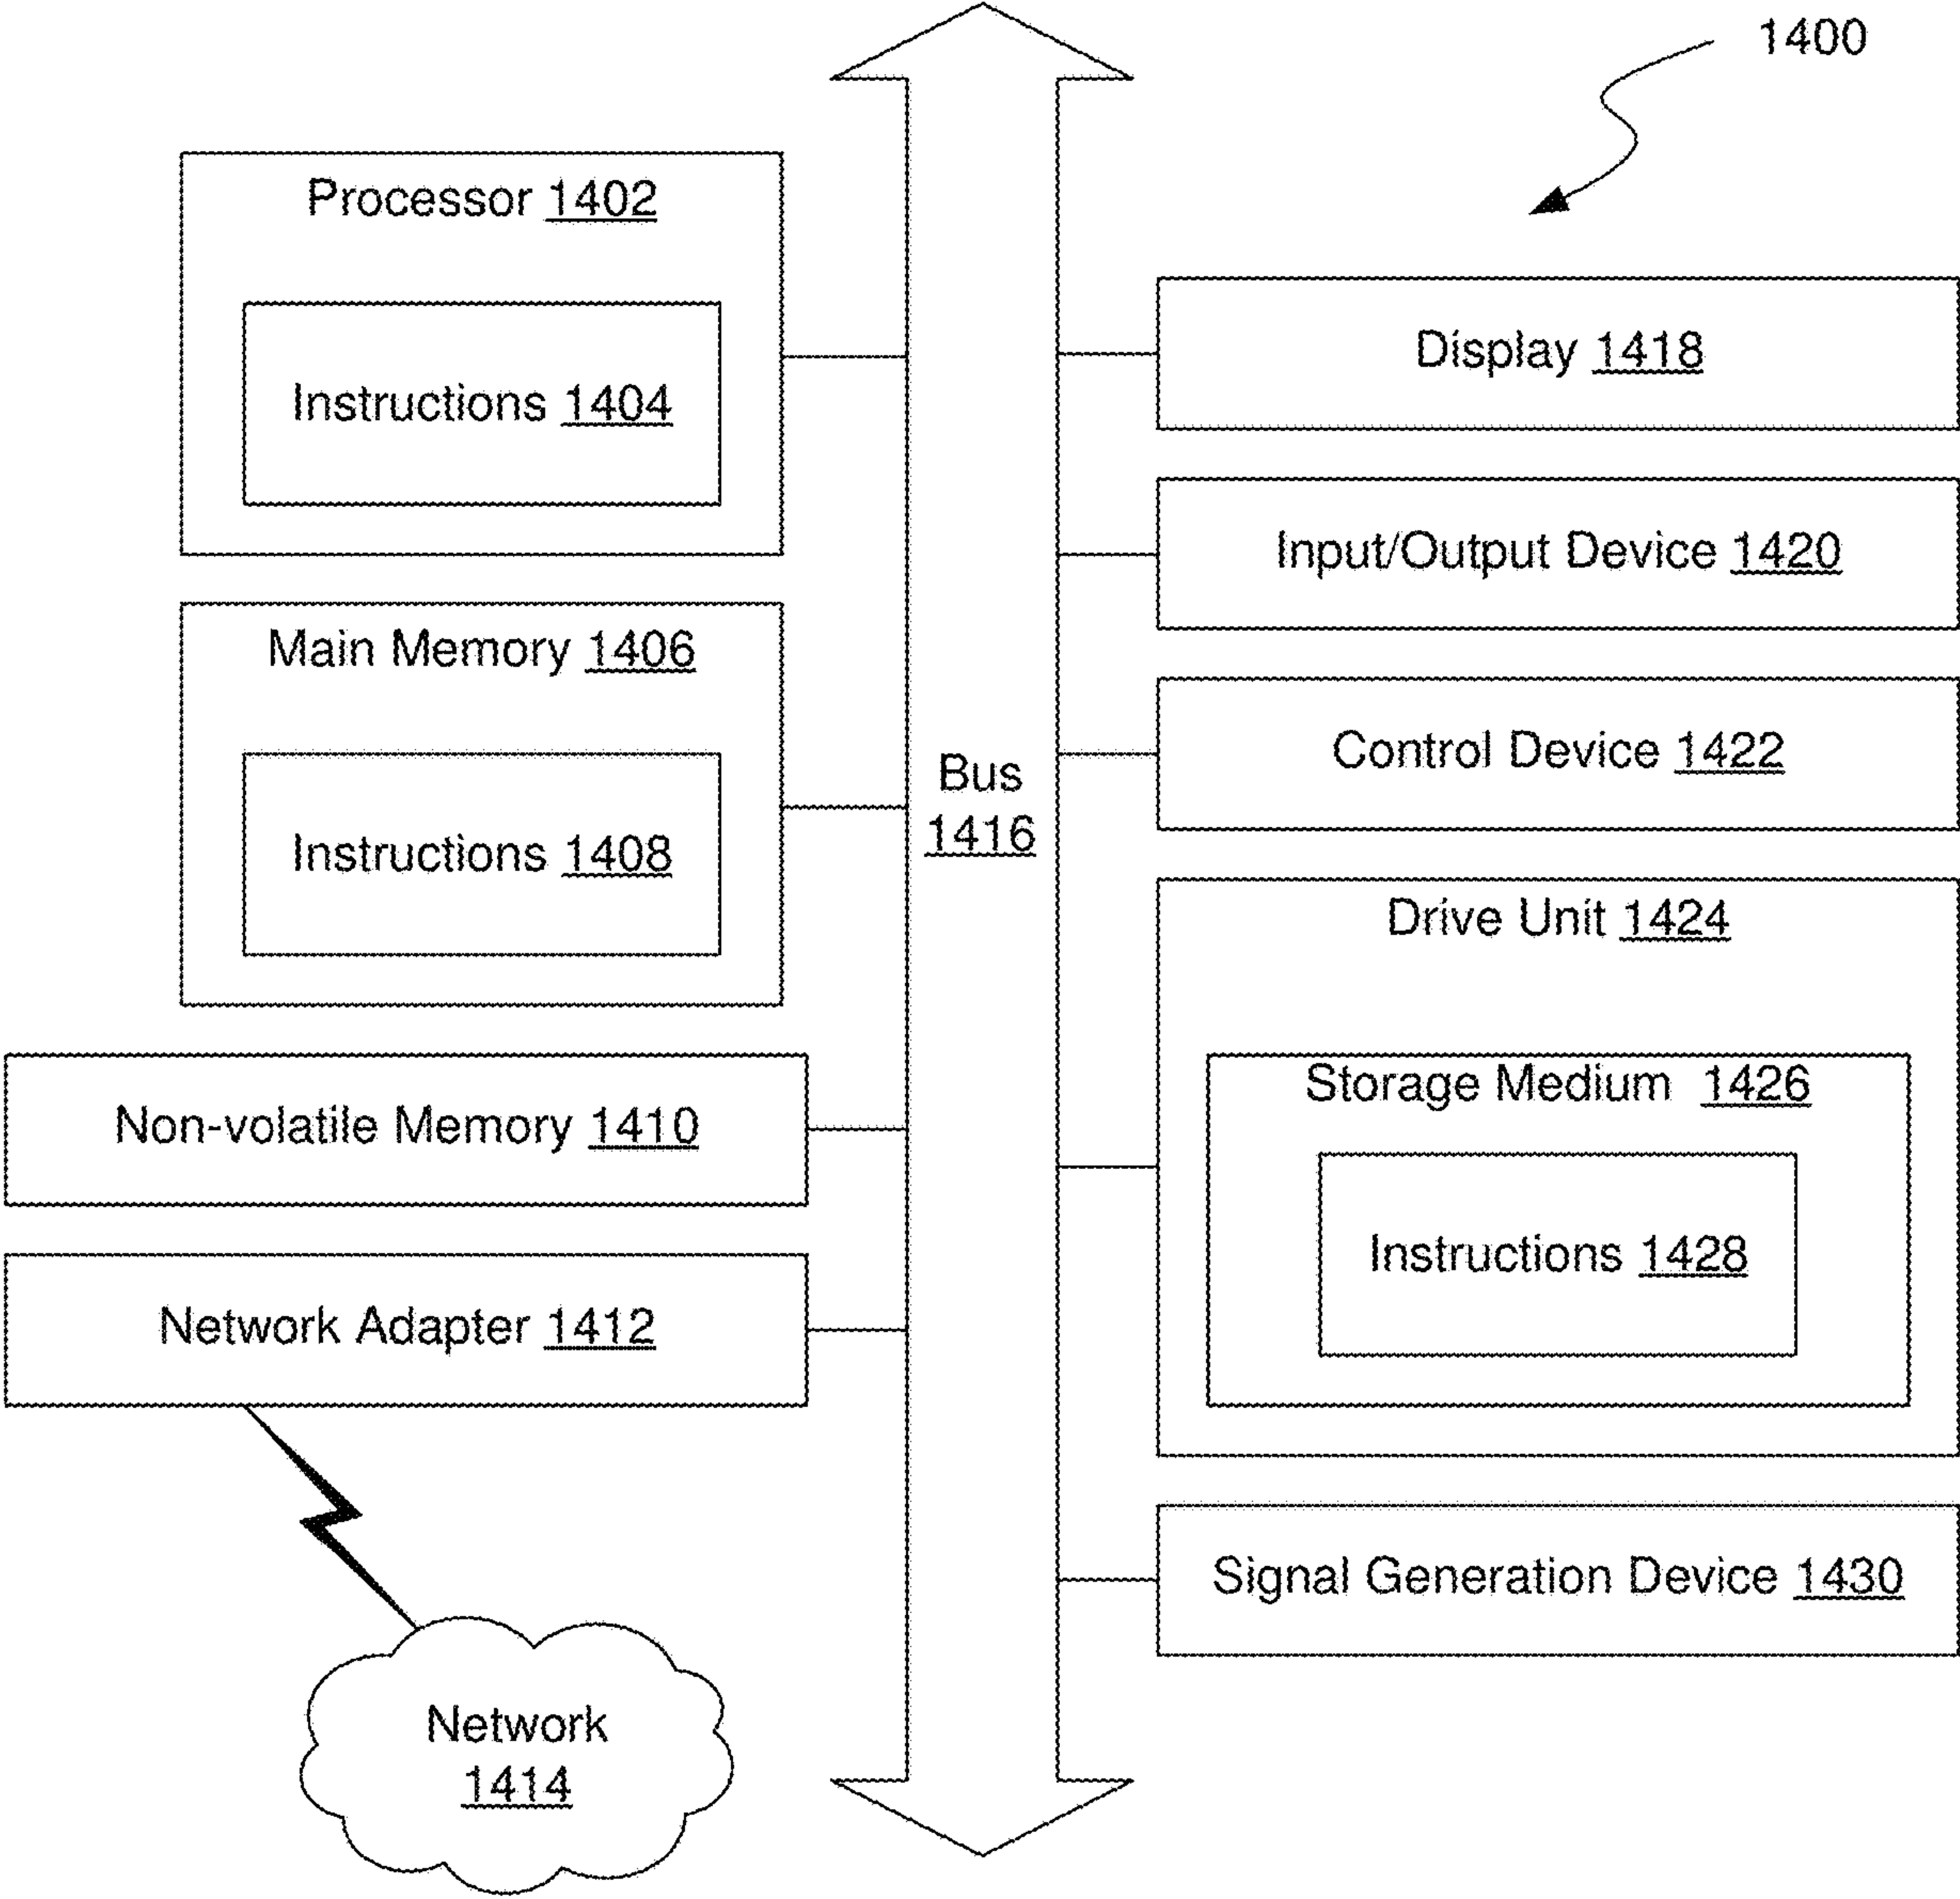 1400
Processor 1402
Instructions 1404
Main Memory 1406
Instructions 1408
Non-volatile Memory 1410
Network Adapter 1412
Network
1414
Bus
1416
Display 1418
Input/Output Device 1420
Control Device 1422
Drive Unit 1424
Storage Medium 1426
Instructions 1428
Signal Generation Device 1430